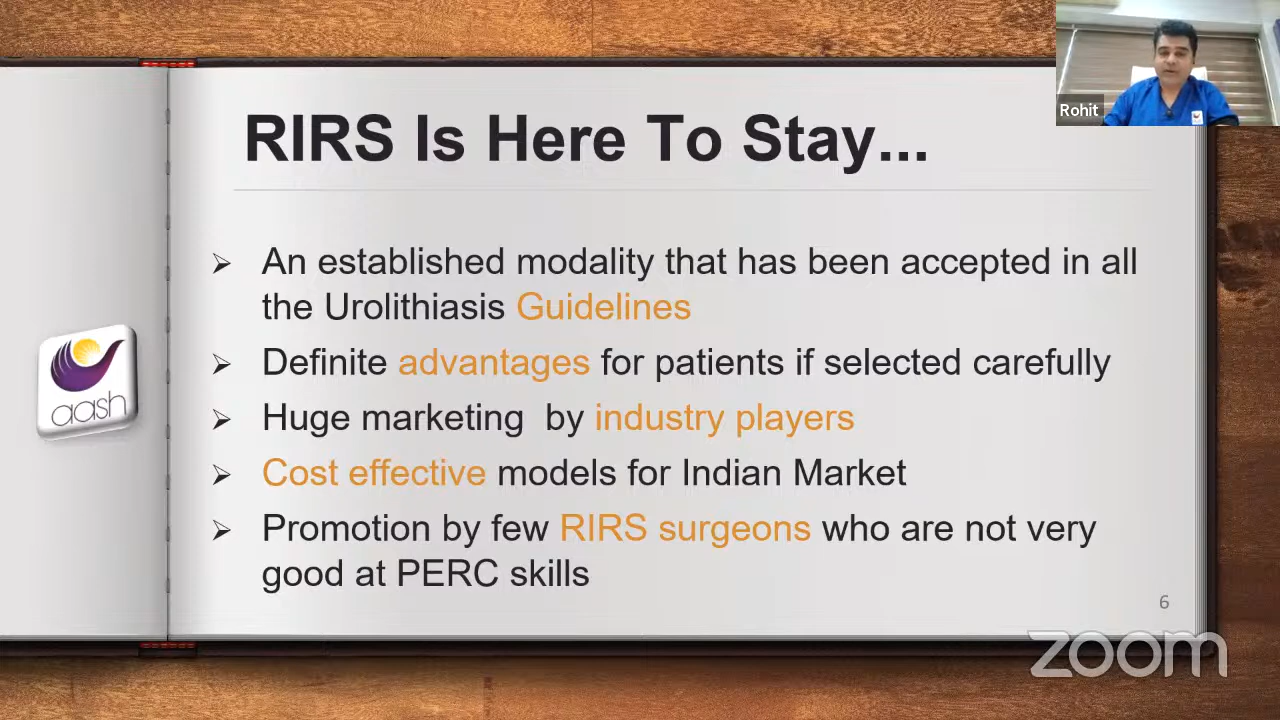 RIRS Is Here To Stay...
Rohit
➢ An established modality that has been accepted in all
the Urolithiasis Guidelines
➢ Definite advantages for patients if selected carefully
➢ Huge marketing  by industry players
➢ Cost effective models for Indian Market
➢ Promotion by few RIRS surgeons who are not very
good at PERC skills
aash
6
zoom